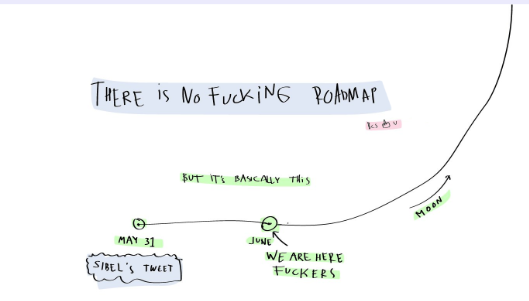 THERE IS NO FUCKING ROADMAP
BUT IT'S BASICALLY THIS
MOON
MAY 31
JUNE
SIBEL'S TWEET
WE ARE HERE
FUCKERS